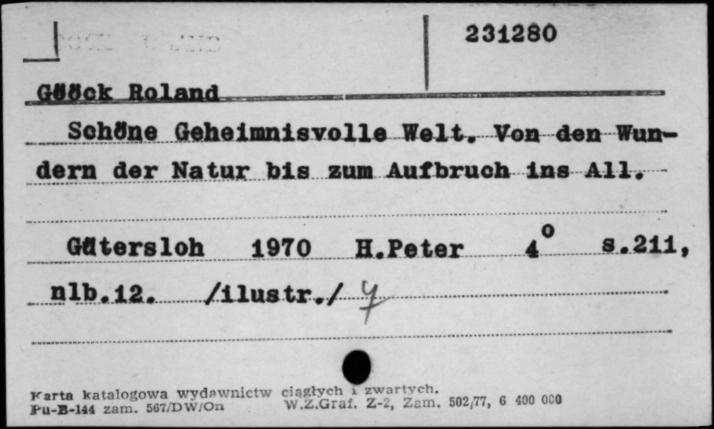 231280
Gööck Roland
Schöne Geheimnisvolle Welt. Von den Wun-
dern der Natur bis zum Aufbruch ins All.
Gütersloh 1970 H.Peter 4° s.211,
nlb.12. /ilustr./ y
Karta katalogowa wydawnictw ciągłych i zwartych.
Pu-B-144 zam. 567/DW/On W.Z.Graf. Z-2, Zam. 502/77, 6 400 000